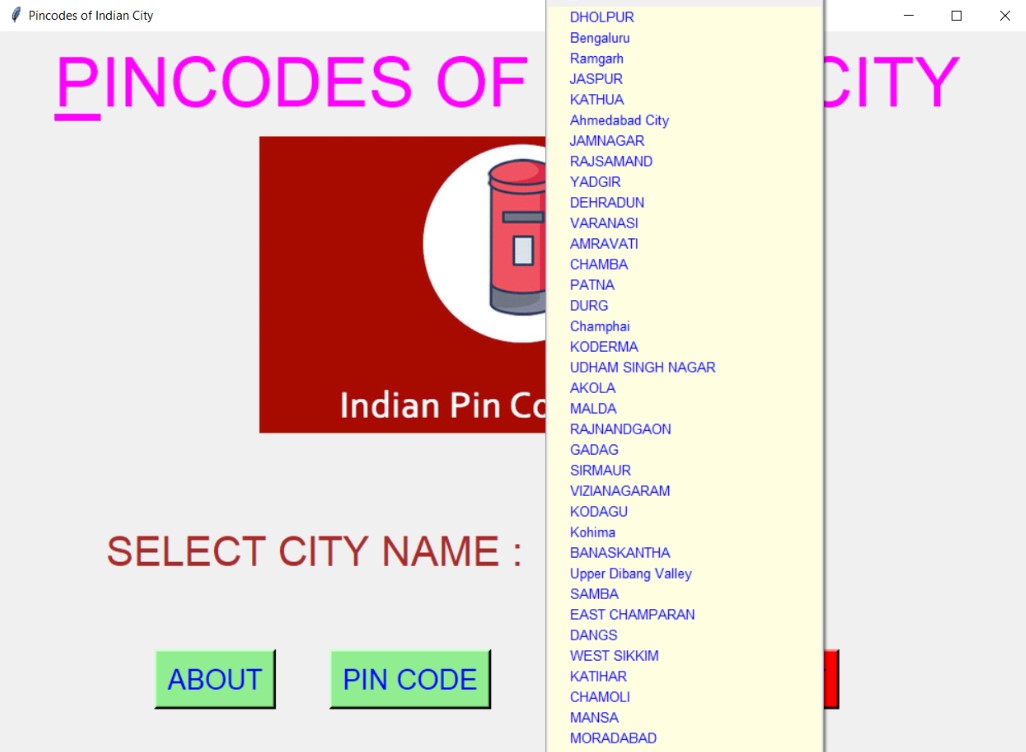 Pincodes of Indian City
PINCODES OF CITY
Indian Pin Co
SELECT CITY NAME :
ABOUT
PIN CODE
DHOLPUR
Bengaluru
Ramgarh
JASPUR
KATHUA
Ahmedabad City
JAMNAGAR
RAJSAMAND
YADGIR
DEHRADUN
VARANASI
AMRAVATI
CHAMBA
PATNA
DURG
Champhai
KODERMA
UDHAM SINGH NAGAR
AKOLA
MALDA
RAJNANDGAON
GADAG
SIRMAUR
VIZIANAGARAM
KODAGU
Kohima
BANASKANTHA
Upper Dibang Valley
SAMBA
EAST CHAMPARAN
DANGS
WEST SIKKIM
KATIHAR
CHAMOLI
MANSA
MORADABAD